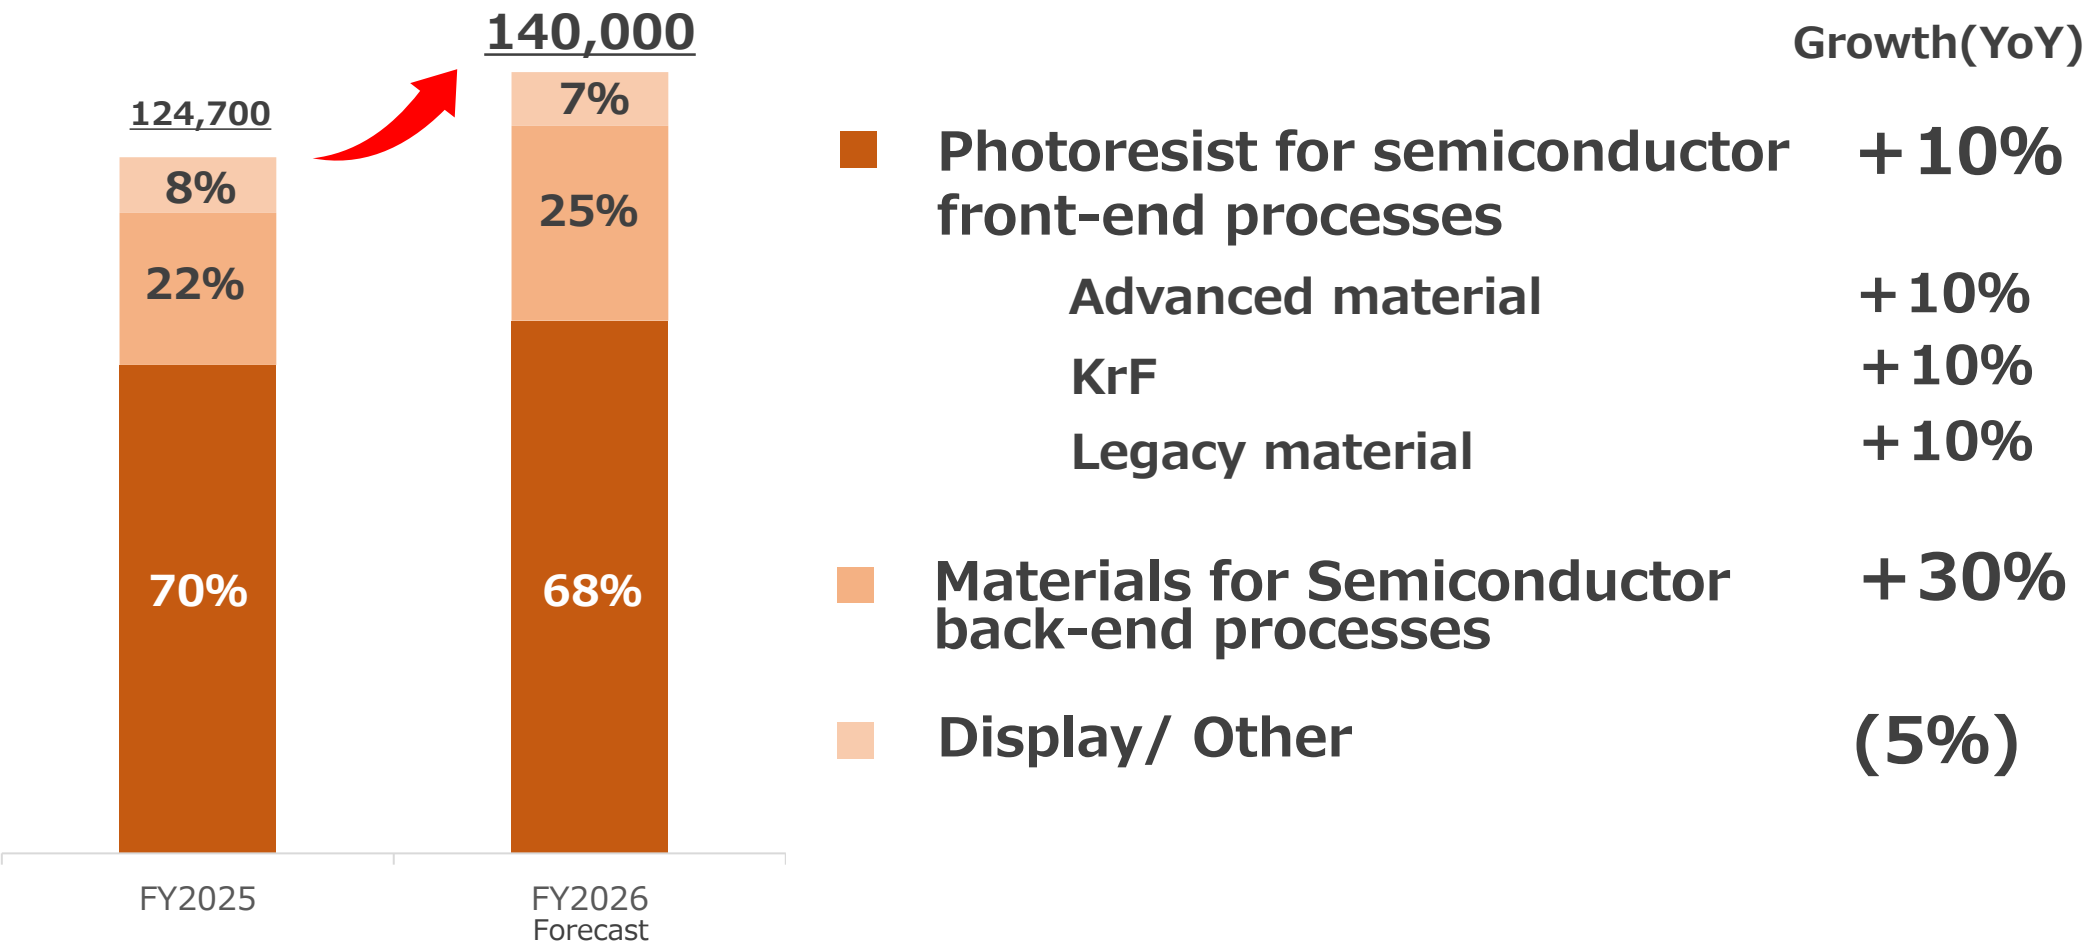 140,000
124,700
7%
8%
25%
22%
70%
68%
FY2025
FY2026
Forecast
Growth(YoY)
Photoresist for semiconductor +10%
front-end processes
Advanced material +10%
KrF +10%
Legacy material +10%
Materials for Semiconductor +30%
back-end processes
Display/ Other (5%)